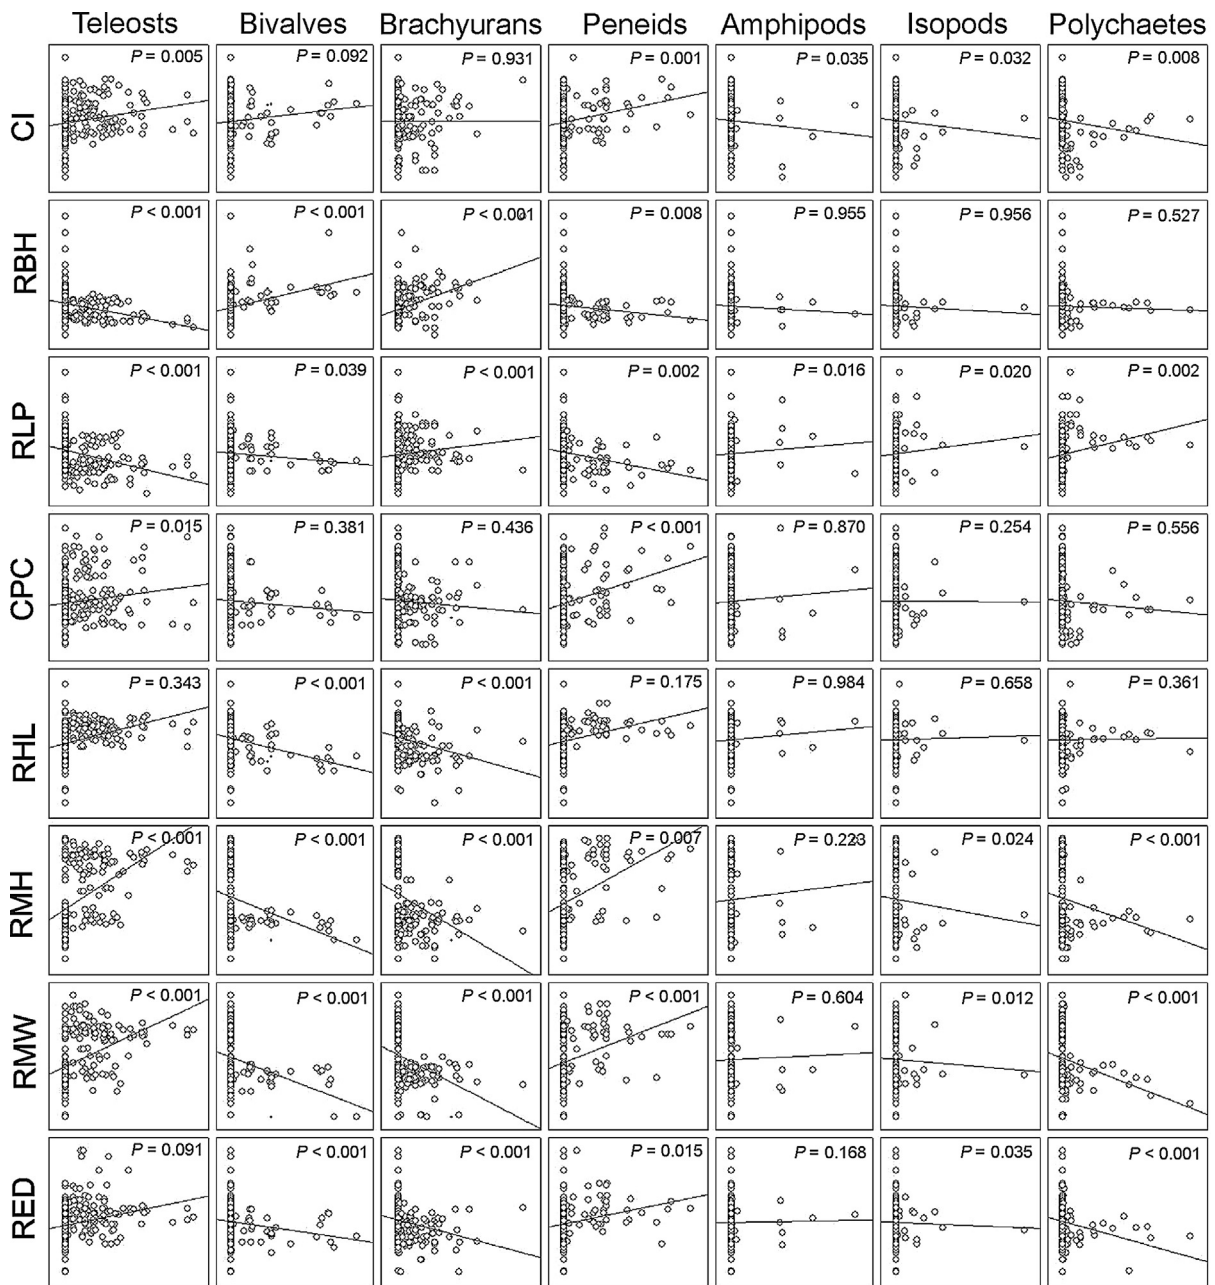 Teleosts Bivalves Brachyurans Peneids Amphipods Isopods Polychaetes
CI P = 0.005 P = 0.092 P = 0.931 P = 0.001 P = 0.035 P = 0.032 P = 0.008
RBH P < 0.001 P < 0.001 P < 0.001 P = 0.008 P = 0.955 P = 0.956 P = 0.527
RLP P < 0.001 P = 0.039 P < 0.001 P = 0.002 P = 0.016 P = 0.020 P = 0.002
CPC P = 0.015 P = 0.381 P = 0.436 P < 0.001 P = 0.870 P = 0.254 P = 0.556
RHL P = 0.343 P < 0.001 P < 0.001 P = 0.175 P = 0.984 P = 0.658 P = 0.361
RMH P < 0.001 P < 0.001 P < 0.001 P = 0.007 P = 0.223 P = 0.024 P < 0.001
RMW P < 0.001 P < 0.001 P < 0.001 P < 0.001 P = 0.604 P = 0.012 P < 0.001
RED P = 0.091 P < 0.001 P < 0.001 P = 0.015 P = 0.168 P = 0.035 P < 0.001